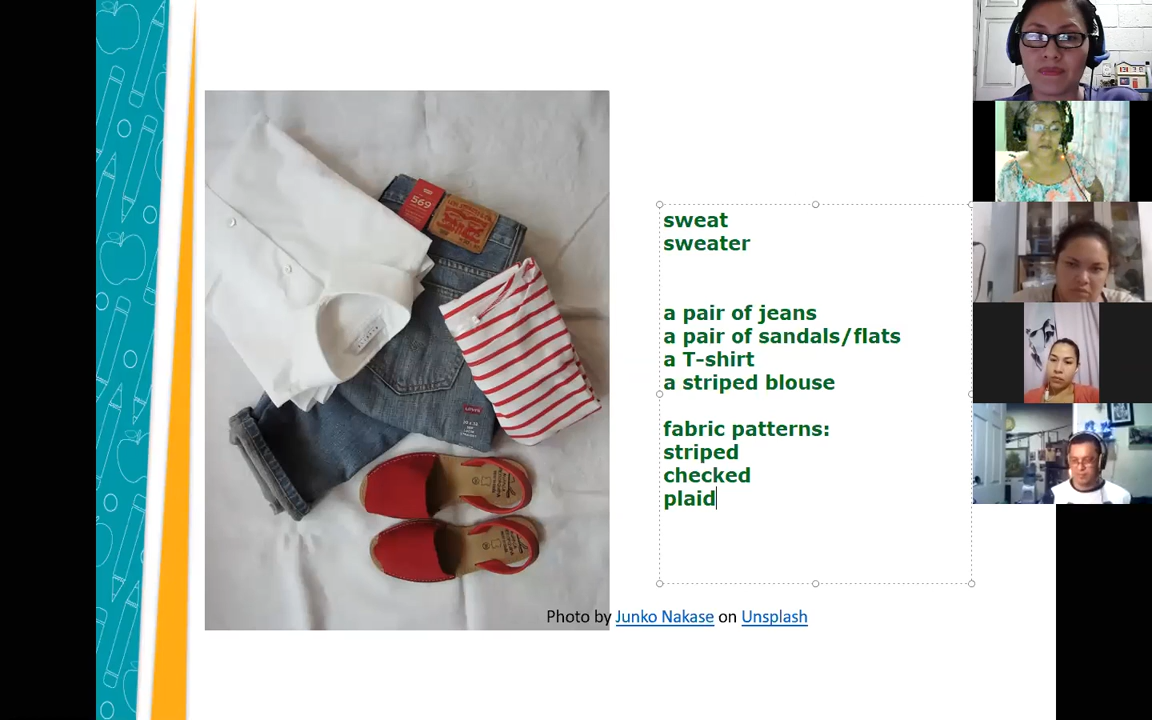 569
sweat
sweater
a pair of jeans
a pair of sandals/flats
a T-shirt
a striped blouse
fabric patterns:
striped
checked
plaid
Photo by Junko Nakase on Unsplash